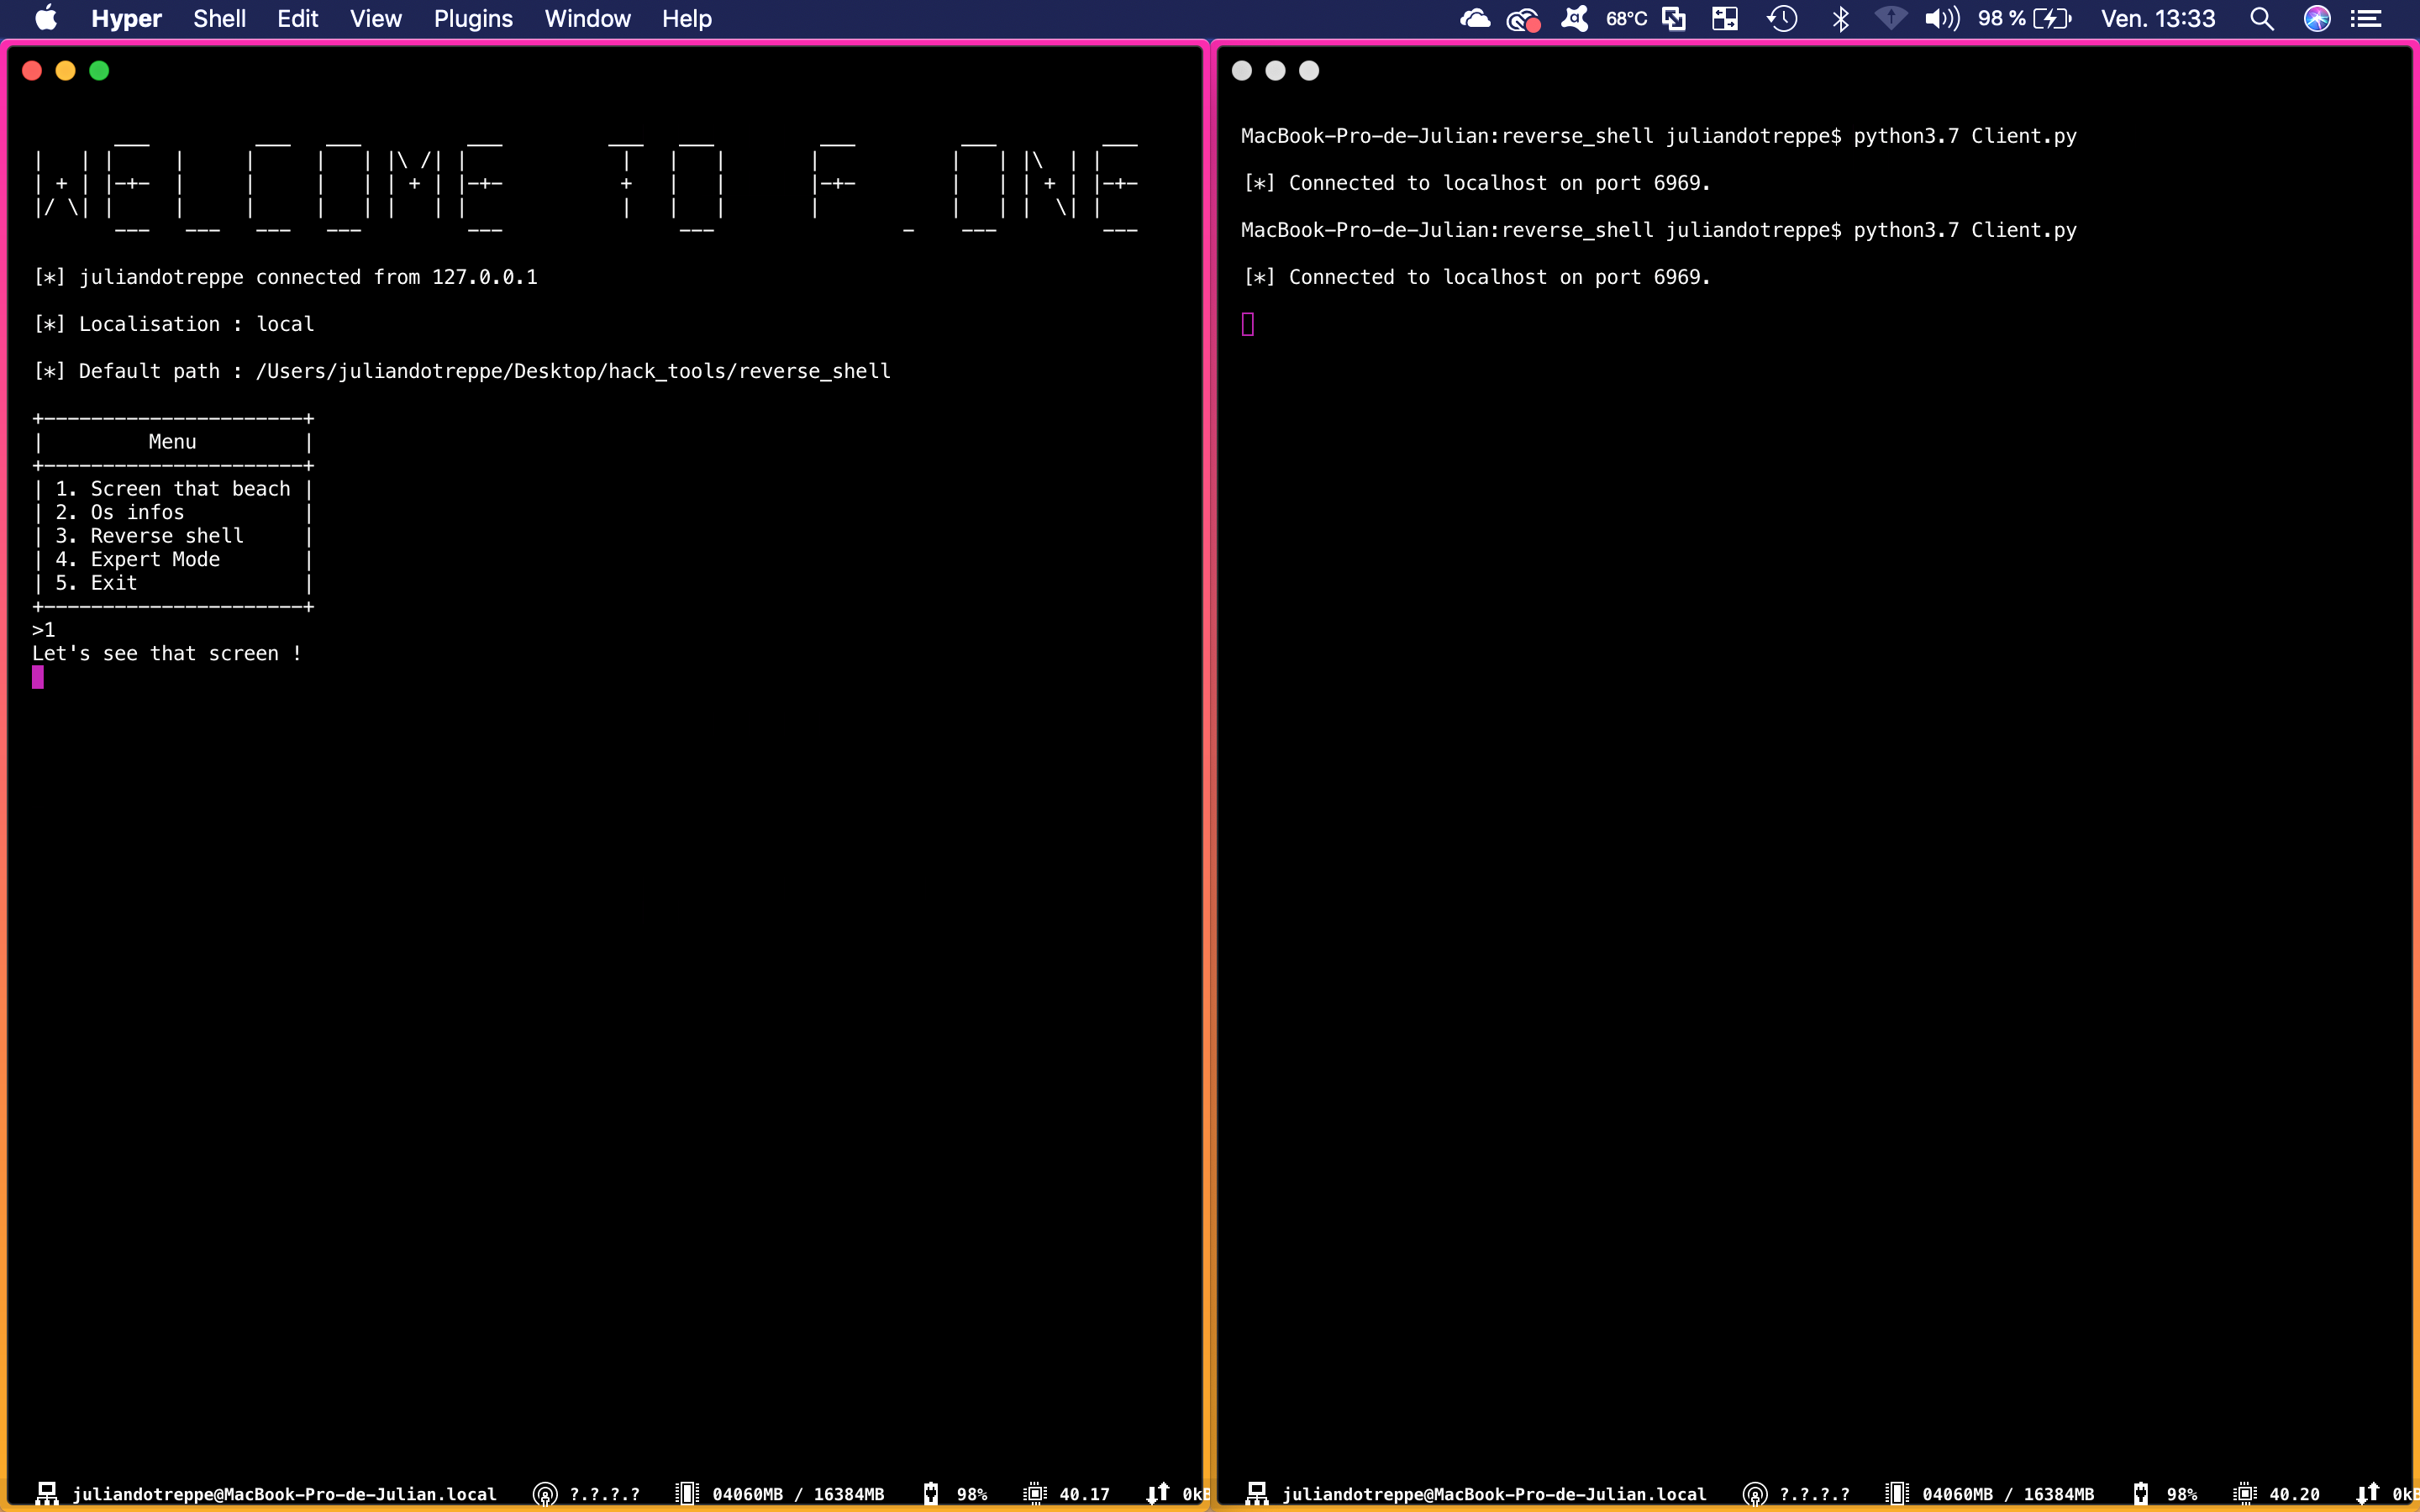 Hyper Shell Edit View Plugins Window Help 68°C 98 % Ven. 13:33
WELCOME TO F_ONE
[*] juliandotreppe connected from 127.0.0.1
[*] Localisation : local
[*] Default path : /Users/juliandotreppe/Desktop/hack_tools/reverse_shell
Menu
1. Screen that beach
2. Os infos
3. Reverse shell
4. Expert Mode
5. Exit
>1
Let's see that screen !
juliandotreppe@MacBook-Pro-de-Julian.local ?.?.?.? 04060MB / 16384MB 98% 40.17 0kB
MacBook-Pro-de-Julian:reverse_shell juliandotreppe$ python3.7 Client.py
[*] Connected to localhost on port 6969.
MacBook-Pro-de-Julian:reverse_shell juliandotreppe$ python3.7 Client.py
[*] Connected to localhost on port 6969.
juliandotreppe@MacBook-Pro-de-Julian.local ?.?.?.? 04060MB / 16384MB 98% 40.20 0kB